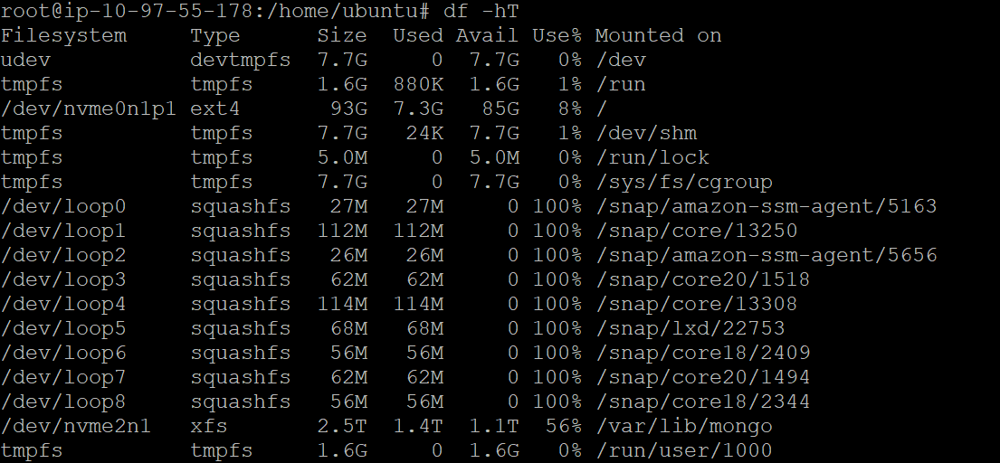 root@ip-10-97-55-178:/home/ubuntu# df -hT
Filesystem     Type      Size  Used Avail Use% Mounted on
udev           devtmpfs  7.7G     0  7.7G   0% /dev
tmpfs          tmpfs     1.6G  880K  1.6G   1% /run
/dev/nvme0n1p1 ext4       93G  7.3G   85G   8% /
tmpfs          tmpfs     7.7G   24K  7.7G   1% /dev/shm
tmpfs          tmpfs     5.0M     0  5.0M   0% /run/lock
tmpfs          tmpfs     7.7G     0  7.7G   0% /sys/fs/cgroup
/dev/loop0     squashfs   27M   27M     0 100% /snap/amazon-ssm-agent/5163
/dev/loop1     squashfs  112M  112M     0 100% /snap/core/13250
/dev/loop2     squashfs   26M   26M     0 100% /snap/amazon-ssm-agent/5656
/dev/loop3     squashfs   62M   62M     0 100% /snap/core20/1518
/dev/loop4     squashfs  114M  114M     0 100% /snap/core/13308
/dev/loop5     squashfs   68M   68M     0 100% /snap/lxd/22753
/dev/loop6     squashfs   56M   56M     0 100% /snap/core18/2409
/dev/loop7     squashfs   62M   62M     0 100% /snap/core20/1494
/dev/loop8     squashfs   56M   56M     0 100% /snap/core18/2344
/dev/nvme2n1   xfs       2.5T  1.4T  1.1T  56% /var/lib/mongo
tmpfs          tmpfs     1.6G     0  1.6G   0% /run/user/1000